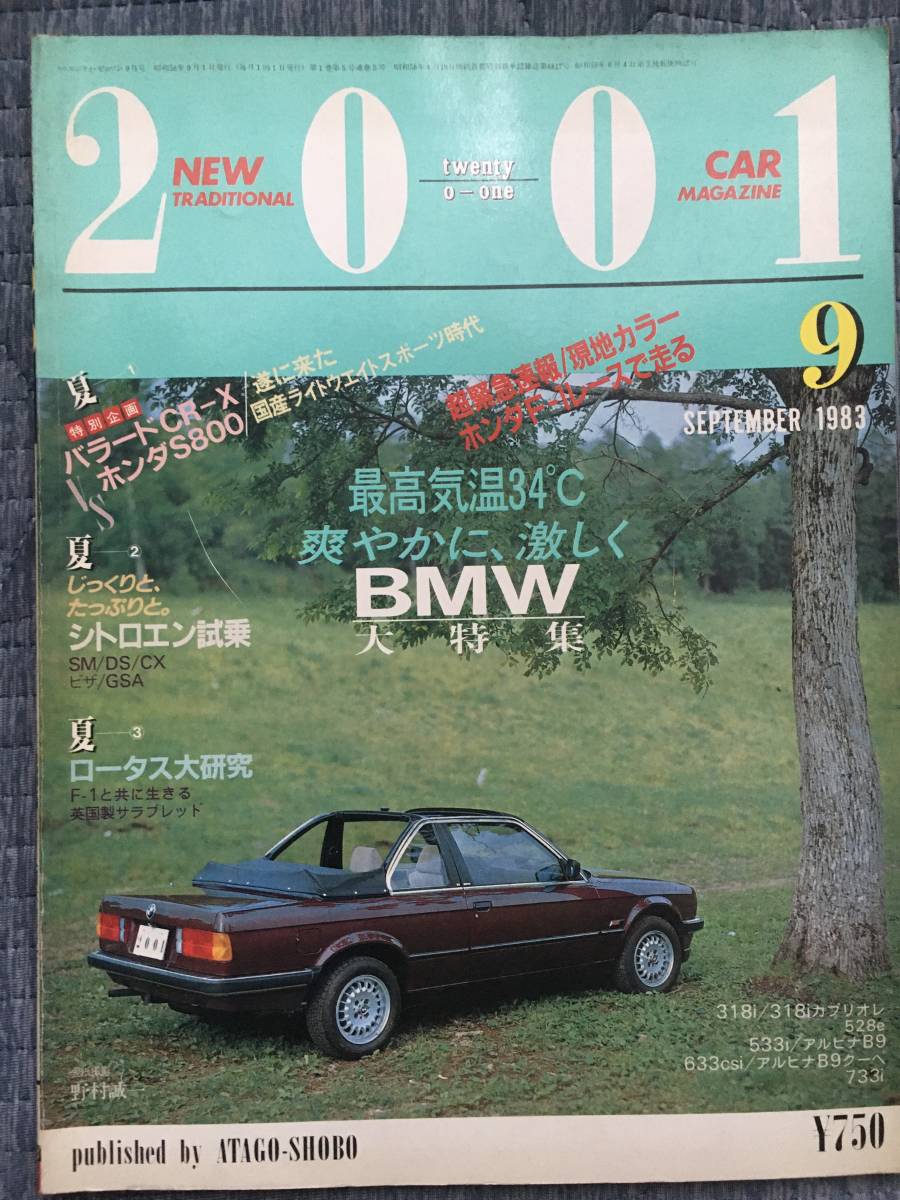 2001
NEW
TRADITIONAL
twenty
o-one
CAR
MAGAZINE
9
SEPTEMBER 1983
夏 1
特別企画
バラートCR-X
ホンダS800
VS
遂に来た
国産ライトウエイトスポーツ時代
超緊急速報/現地カラー
ホンダF-1レースで走る
最高気温34℃
爽やかに、激しく
BMW
大特集
夏 2
じっくりと、
たっぷりと。
シトロエン試乗
SM/DS/CX
ビザ/GSA
夏 3
ロータス大研究
F-1と共に生きる
英国製サラブレッド
2001
318i/318iカブリオレ
528e
533i/アルピナB9
633csi/アルピナB9クーペ
733i
野村誠一
published by ATAGO-SHOBO
¥750